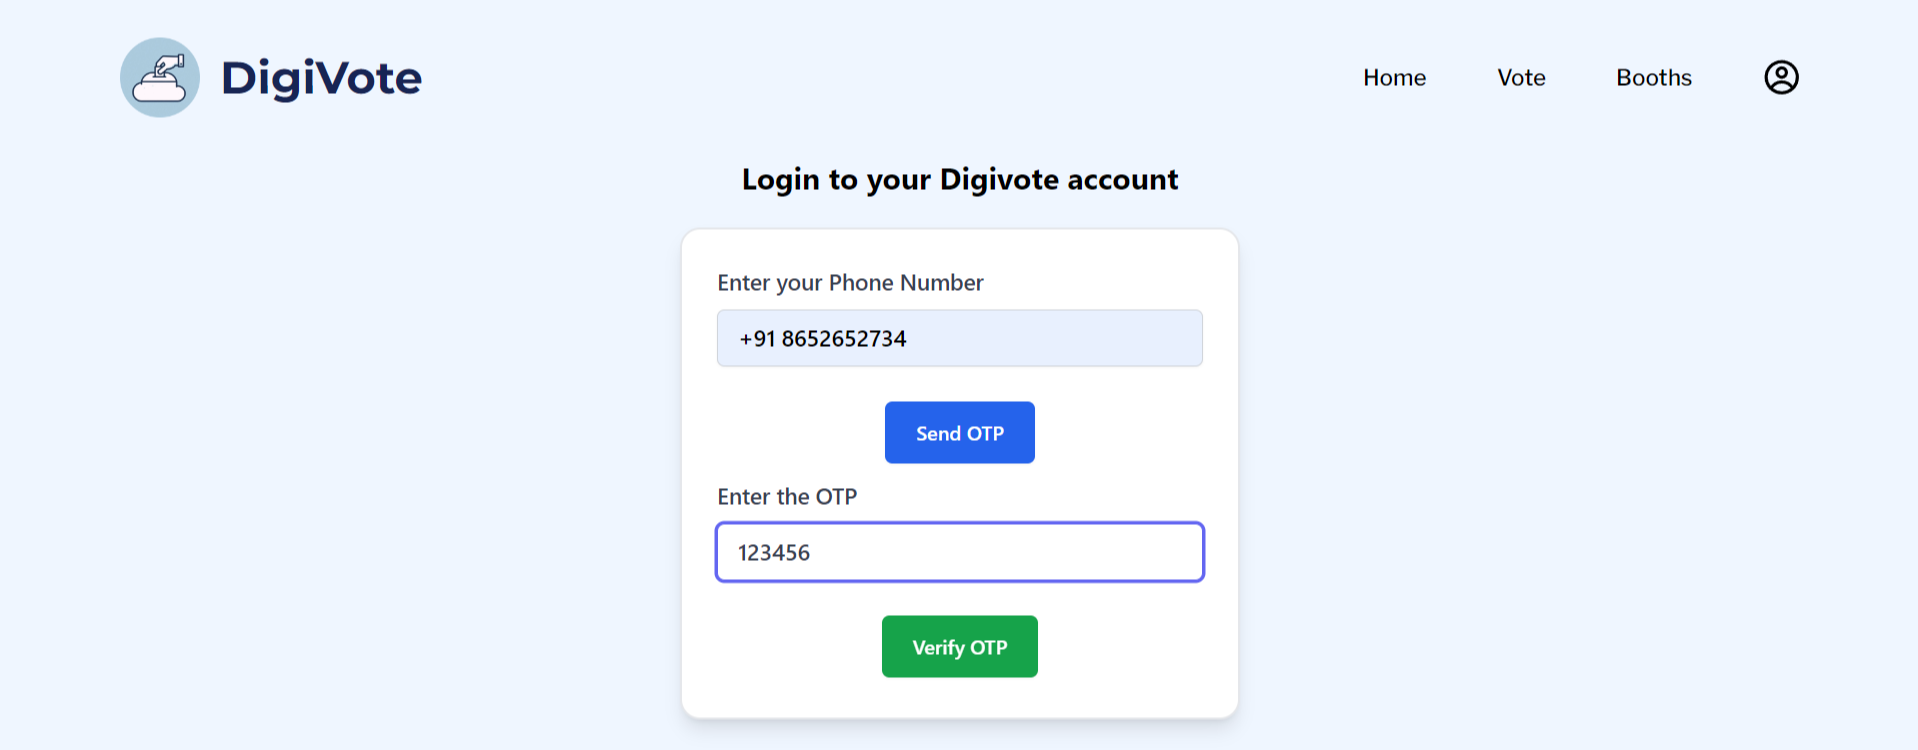 DigiVote
Home Vote Booths
Login to your Digivote account
Enter your Phone Number
+91 8652652734
Send OTP
Enter the OTP
123456
Verify OTP